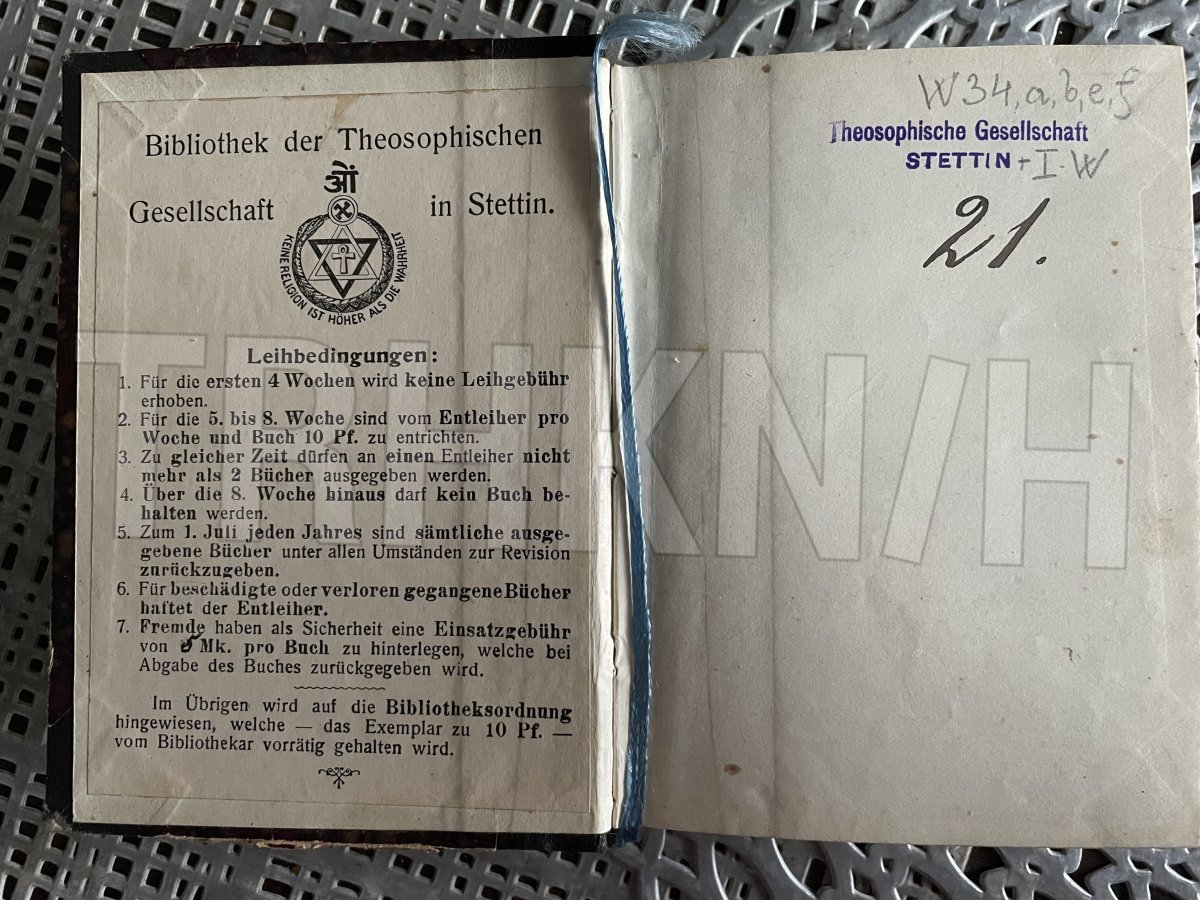 Bibliothek der Theosophischen
ओं
Gesellschaft in Stettin.
KEINE RELIGION IST HÖHER ALS DIE WAHRHEIT
Leihbedingungen:
1. Für die ersten 4 Wochen wird keine Leihgebühr
erhoben.
2. Für die 5. bis 8. Woche sind vom Entleiher pro
Woche und Buch 10 Pf. zu entrichten.
3. Zu gleicher Zeit dürfen an einen Entleiher nicht
mehr als 2 Bücher ausgegeben werden.
4. Über die 8. Woche hinaus darf kein Buch be-
halten werden.
5. Zum 1. Juli jeden Jahres sind sämtliche ausge-
gebene Bücher unter allen Umständen zur Revision
zurückzugeben.
6. Für beschädigte oder verloren gegangene Bücher
haftet der Entleiher.
7. Fremde haben als Sicherheit eine Einsatzgebühr
von 5 Mk. pro Buch zu hinterlegen, welche bei
Abgabe des Buches zurückgegeben wird.
Im Übrigen wird auf die Bibliotheksordnung
hingewiesen, welche — das Exemplar zu 10 Pf. —
vom Bibliothekar vorrätig gehalten wird.
W34,a,b,e,f
Theosophische Gesellschaft
STETTIN + I-W
21.
TRHKN/H